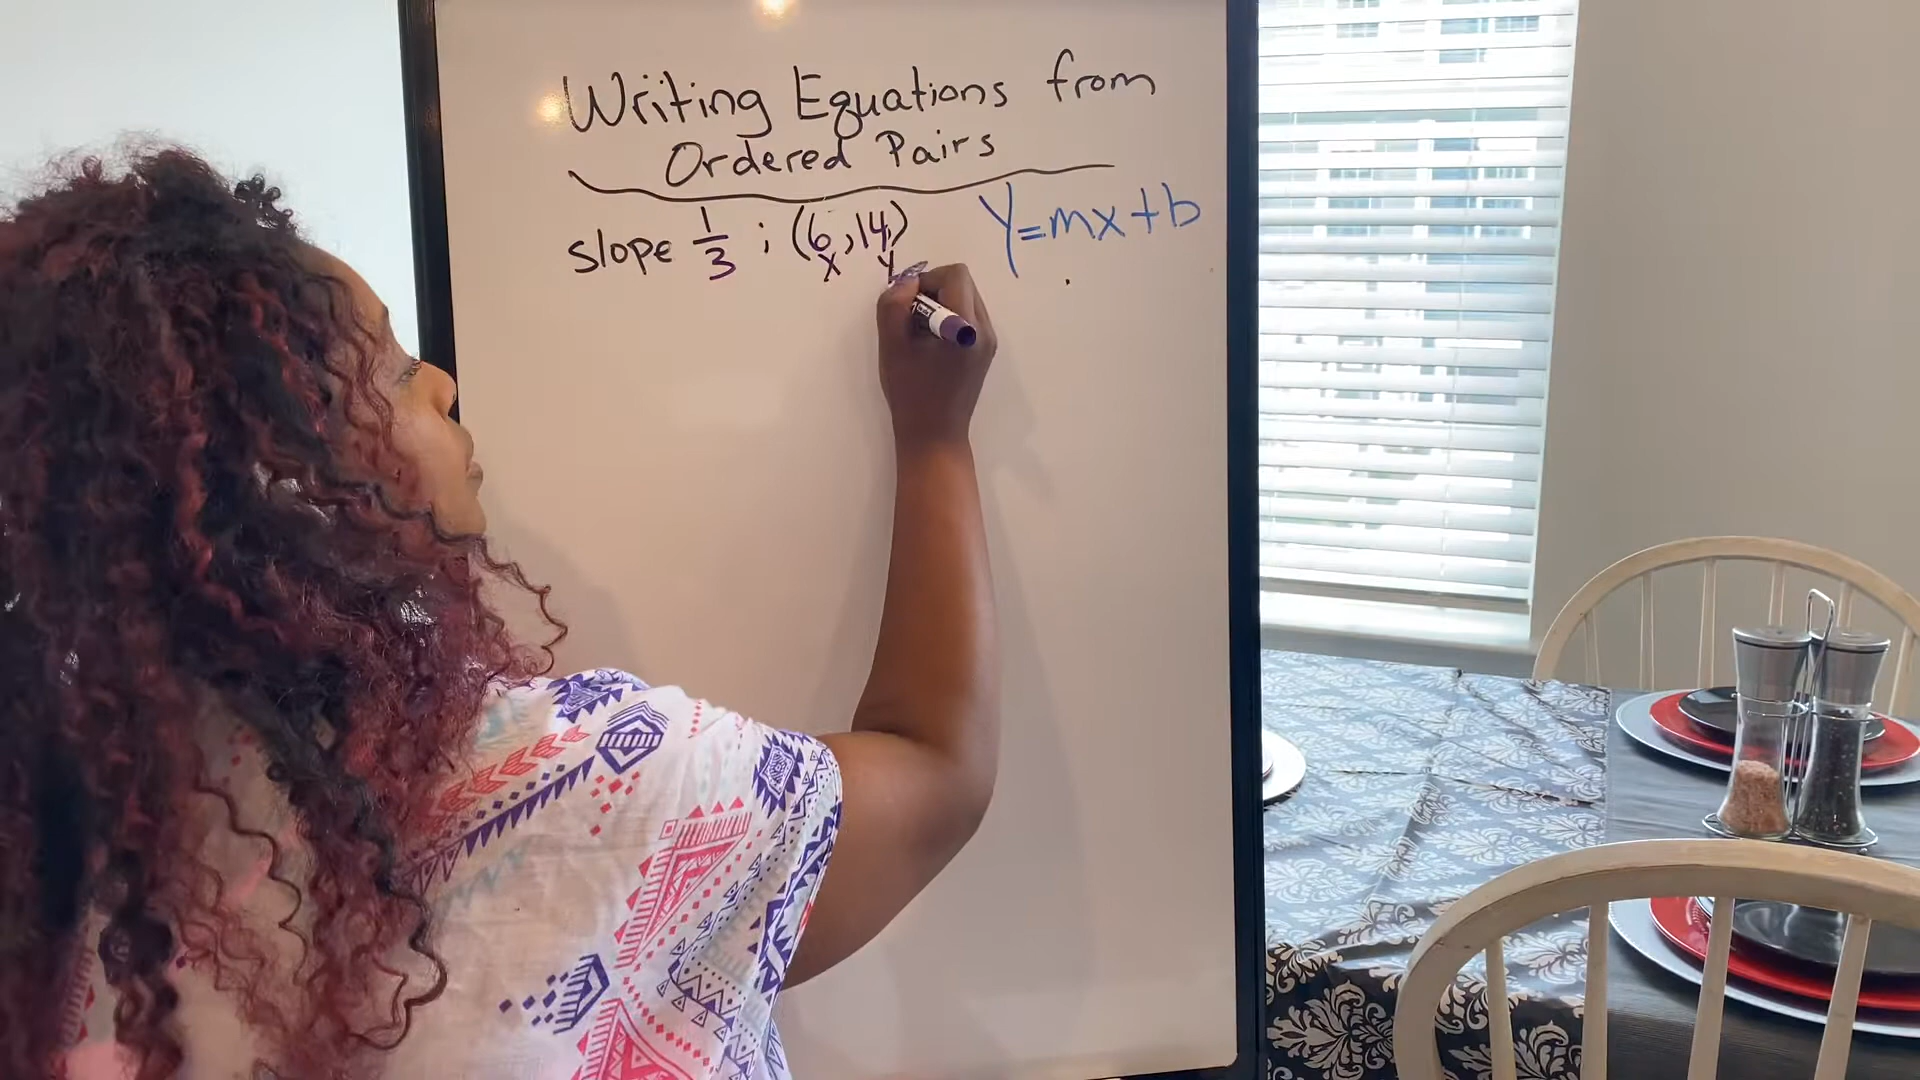 Writing Equations from
Ordered Pairs
slope 1/3 ; (6,14) y=mx+b
x y